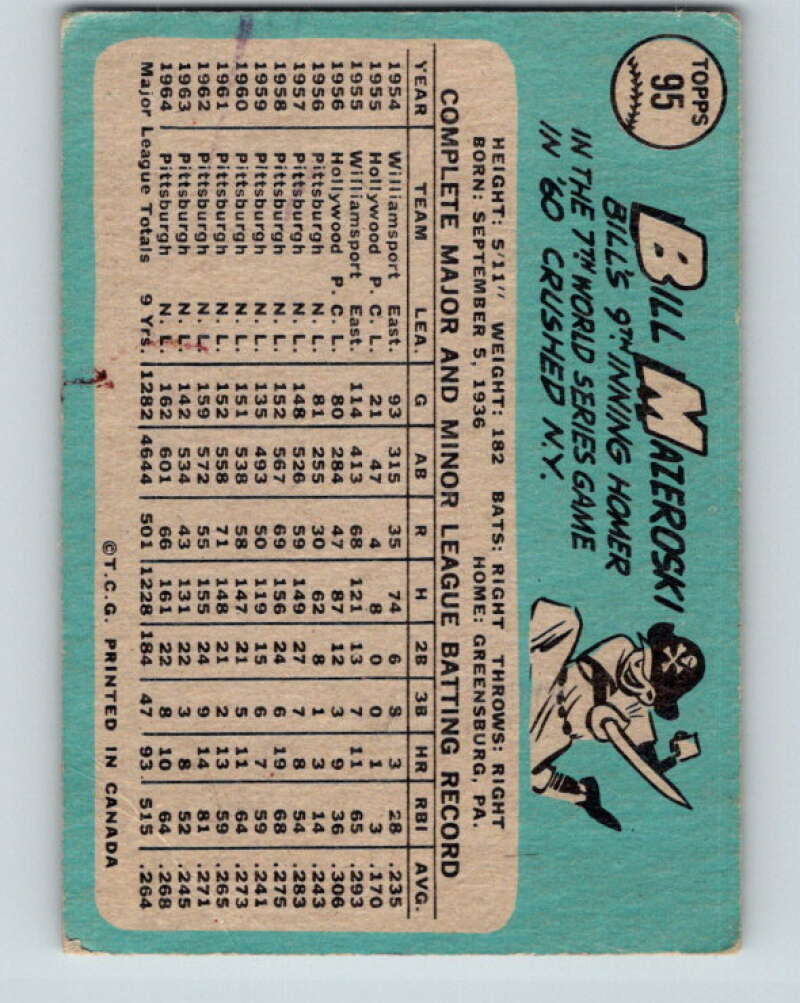 TOPPS
95
BILL MAZEROSKI
BILL'S 9TH INNING HOMER
IN THE 7TH WORLD SERIES GAME
IN '60 CRUSHED N.Y.
HEIGHT: 5'11" WEIGHT: 182 BATS: RIGHT THROWS: RIGHT
BORN: SEPTEMBER 5, 1936 HOME: GREENSBURG, PA.
COMPLETE MAJOR AND MINOR LEAGUE BATTING RECORD
YEAR TEAM LEA. G AB R H 2B 3B HR RBI AVG.
1954 Williamsport East. 93 315 35 74 6 8 3 28 .235
1955 Hollywood P. C. L. 21 47 4 8 0 0 1 3 .170
1955 Williamsport East. 114 413 68 121 13 7 11 65 .293
1956 Hollywood P. C. L. 80 284 47 87 12 3 9 36 .306
1956 Pittsburgh N. L. 81 255 30 62 8 1 3 14 .243
1957 Pittsburgh N. L. 148 526 59 149 27 7 8 54 .283
1958 Pittsburgh N. L. 152 567 69 156 24 6 19 68 .275
1959 Pittsburgh N. L. 135 493 50 119 15 6 7 59 .241
1960 Pittsburgh N. L. 151 538 58 147 21 5 11 64 .273
1961 Pittsburgh N. L. 152 558 71 148 21 2 13 59 .265
1962 Pittsburgh N. L. 159 572 55 155 24 9 14 81 .271
1963 Pittsburgh N. L. 142 534 43 131 22 3 8 52 .245
1964 Pittsburgh N. L. 162 601 66 161 22 8 10 64 .268
Major League Totals 9 Yrs. 1282 4644 501 1228 184 47 93 515 .264
©T.C.G. PRINTED IN CANADA